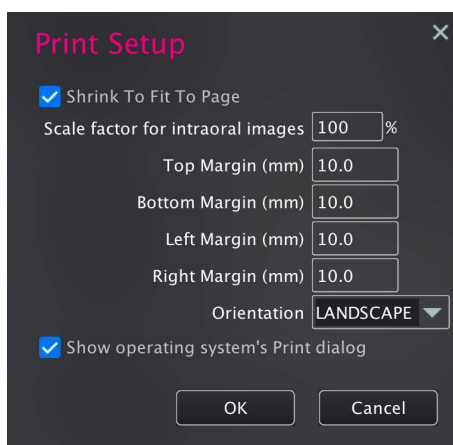 Print Setup
Shrink To Fit To Page
Scale factor for intraoral images 100 %
Top Margin (mm) 10.0
Bottom Margin (mm) 10.0
Left Margin (mm) 10.0
Right Margin (mm) 10.0
Orientation LANDSCAPE
Show operating system's Print dialog
OK Cancel